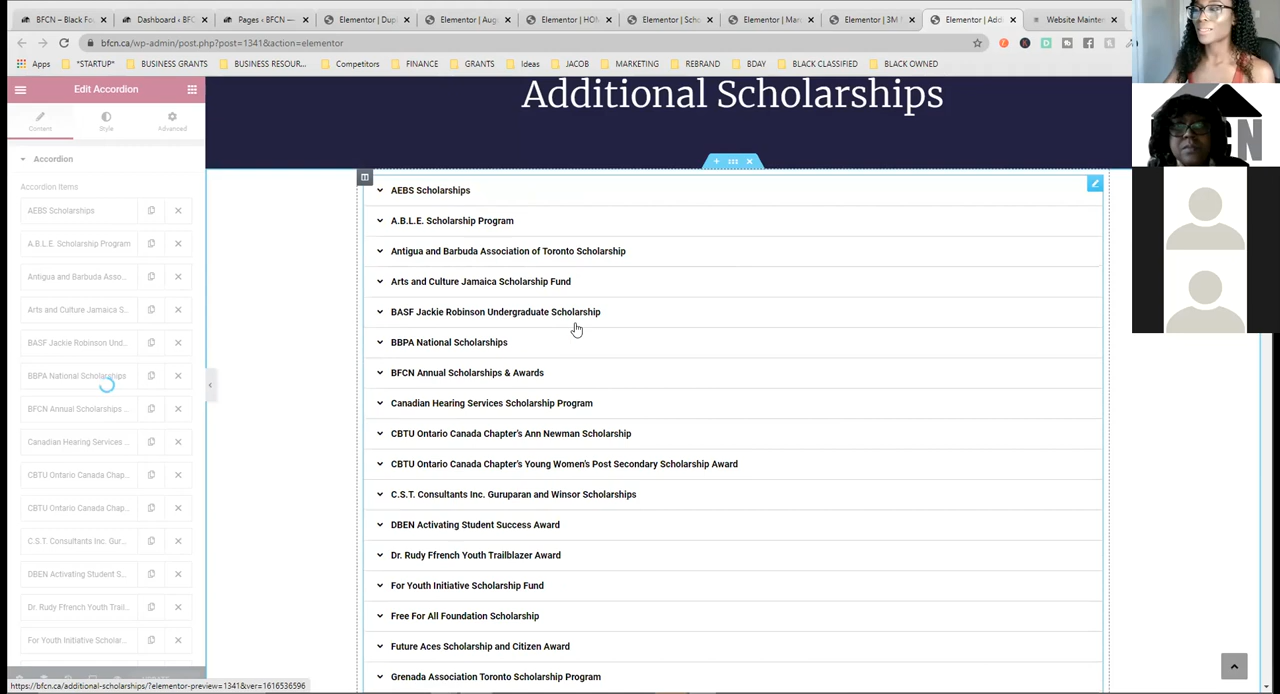 BFCN – Black Fo
Dashboard ‹ BF
Pages ‹ BFCN —
Elementor | Dup
Elementor | Aug
Elementor | HO
Elementor | Sch
Elementor | Mar
Elementor | 3M
Elementor | Add
Website Mainter
bfcn.ca/wp-admin/post.php?post=1341&action=elementor
Apps
*STARTUP*
BUSINESS GRANTS
BUSINESS RESOUR...
Competitors
FINANCE
GRANTS
Ideas
JACOB
MARKETING
REBRAND
BDAY
BLACK CLASSIFIED
BLACK OWNED
Edit Accordion
Content
Style
Advanced
Accordion
Accordion Items
AEBS Scholarships
A.B.L.E. Scholarship Program
Antigua and Barbuda Asso...
Arts and Culture Jamaica S...
BASF Jackie Robinson Und...
BBPA National Scholarships
BFCN Annual Scholarships ...
Canadian Hearing Services ...
CBTU Ontario Canada Chap...
CBTU Ontario Canada Chap...
C.S.T. Consultants Inc. Gur...
DBEN Activating Student S...
Dr. Rudy Ffrench Youth Trail...
For Youth Initiative Scholar...
Additional Scholarships
AEBS Scholarships
A.B.L.E. Scholarship Program
Antigua and Barbuda Association of Toronto Scholarship
Arts and Culture Jamaica Scholarship Fund
BASF Jackie Robinson Undergraduate Scholarship
BBPA National Scholarships
BFCN Annual Scholarships & Awards
Canadian Hearing Services Scholarship Program
CBTU Ontario Canada Chapter's Ann Newman Scholarship
CBTU Ontario Canada Chapter's Young Women's Post Secondary Scholarship Award
C.S.T. Consultants Inc. Guruparan and Winsor Scholarships
DBEN Activating Student Success Award
Dr. Rudy Ffrench Youth Trailblazer Award
For Youth Initiative Scholarship Fund
Free For All Foundation Scholarship
Future Aces Scholarship and Citizen Award
Grenada Association Toronto Scholarship Program
https://bfcn.ca/additional-scholarships/?elementor-preview=1341&ver=1616536596